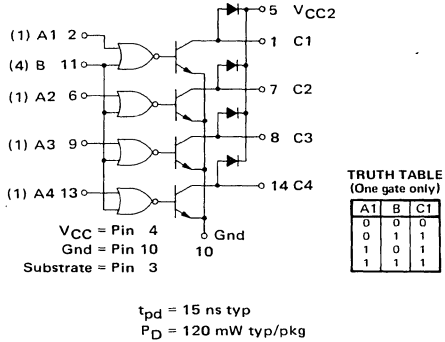 5 VCC2
(1) A1 2
1 C1
(4) B 11
7 C2
(1) A2 6
8 C3
(1) A3 9
14 C4
(1) A4 13
VCC = Pin 4
Gnd = Pin 10
Substrate = Pin 3
Gnd
10
TRUTH TABLE
(One gate only)
A1 B C1
0 0 0
0 1 1
1 0 1
1 1 1
tpd = 15 ns typ
PD = 120 mW typ/pkg